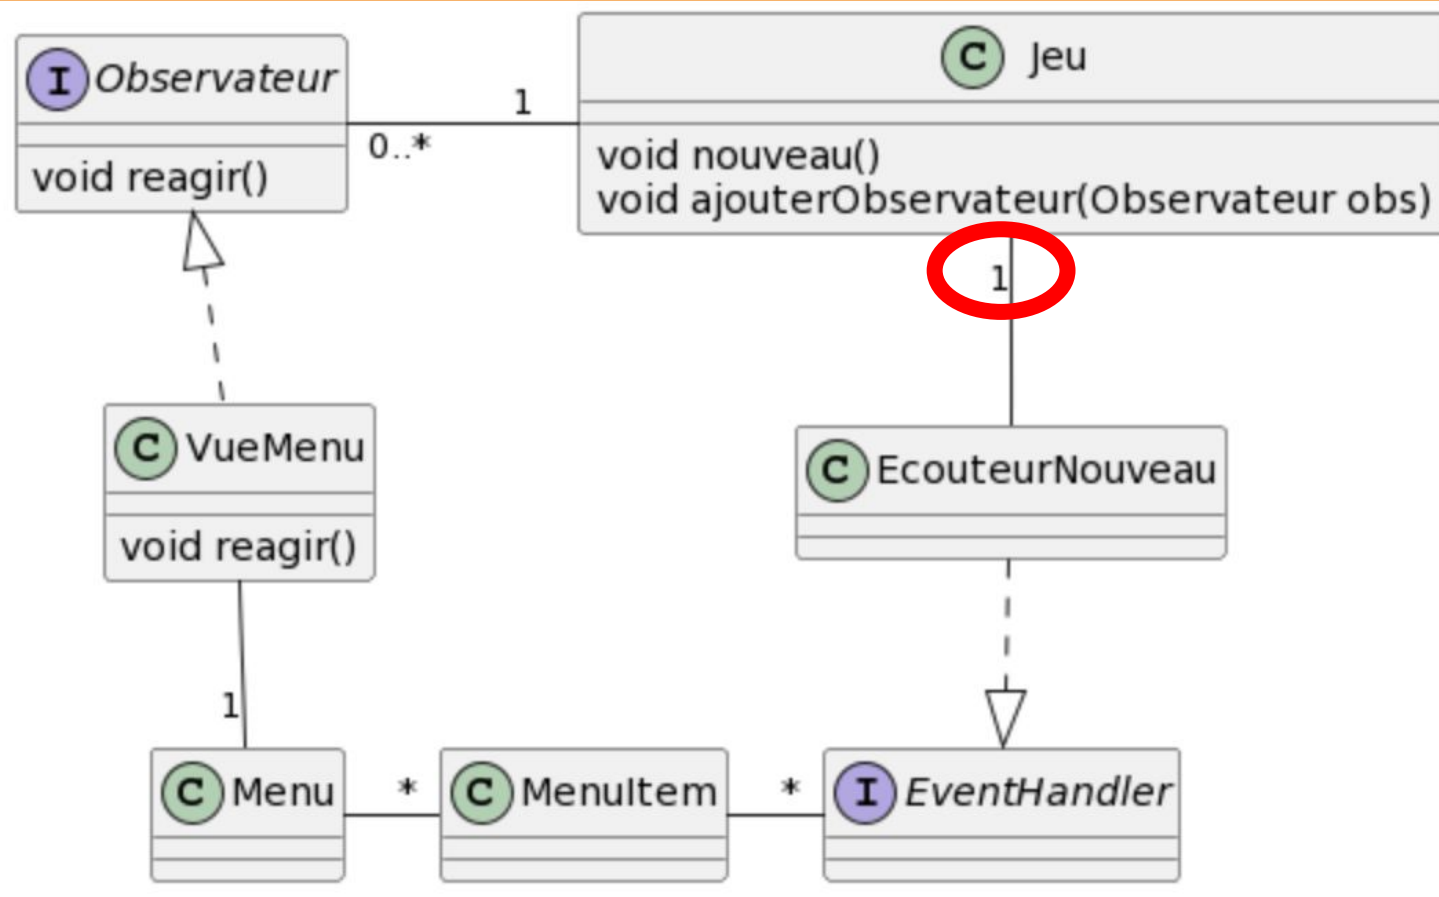 I Observateur
void reagir()
1
0..*
C Jeu
void nouveau()
void ajouterObservateur(Observateur obs)
1
C VueMenu
void reagir()
C EcouteurNouveau
1
C Menu
*
C MenuItem
*
I EventHandler